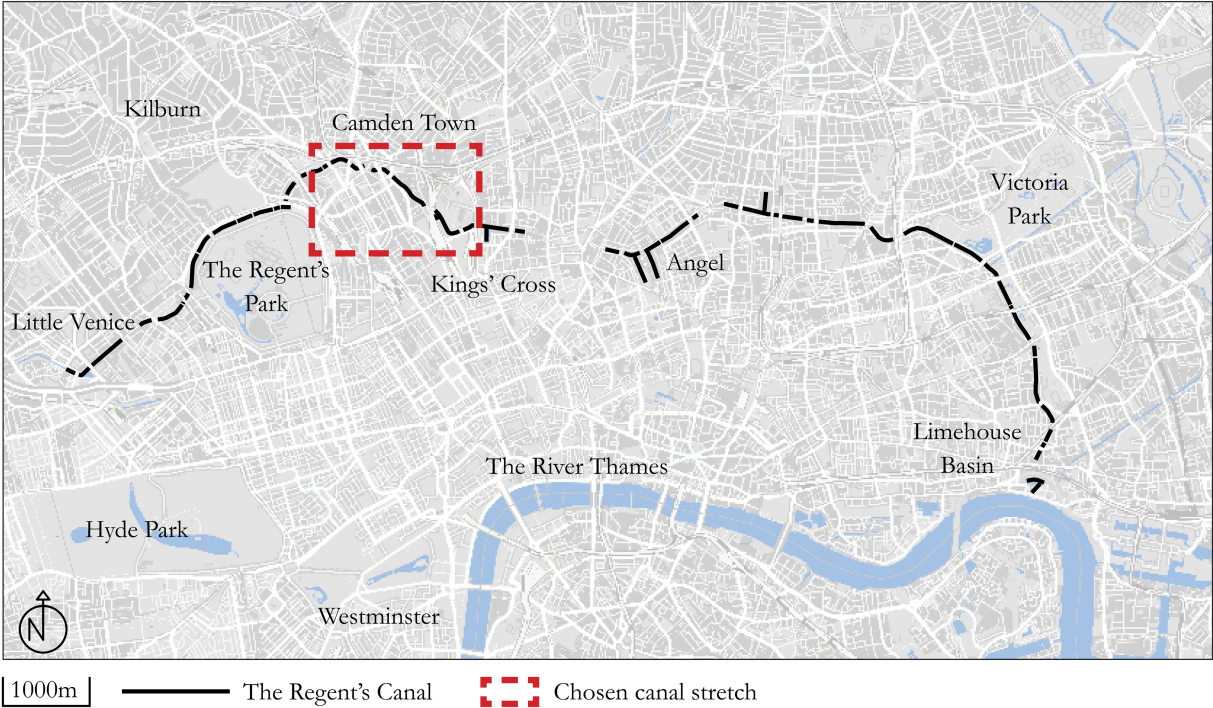 Kilburn
Camden Town
Victoria
Park
The Regent's
Park
Kings' Cross
Angel
Little Venice
Limehouse
Basin
The River Thames
Hyde Park
Westminster
N
1000m
The Regent's Canal
Chosen canal stretch